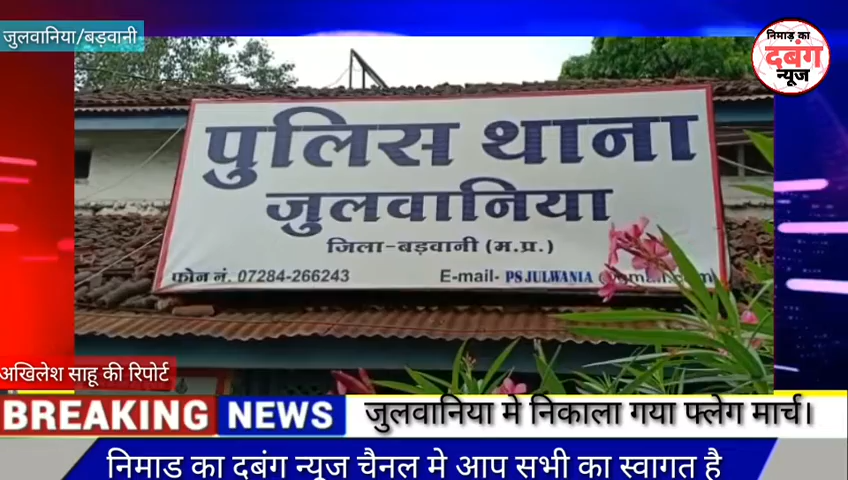 जुलवानिया/बड़वानी
निमाड़ का
दबंग
न्यूज
पुलिस थाना
जुलवानिया
जिला-बड़वानी (म.प्र.)
फोन नं. 07284-266243 E-mail- PS JULWANIA
अखिलेश साहू की रिपोर्ट
BREAKING NEWS जुलवानिया मे निकाला गया फ्लेग मार्च।
निमाड का दबंग न्यूज चैनल मे आप सभी का स्वागत है